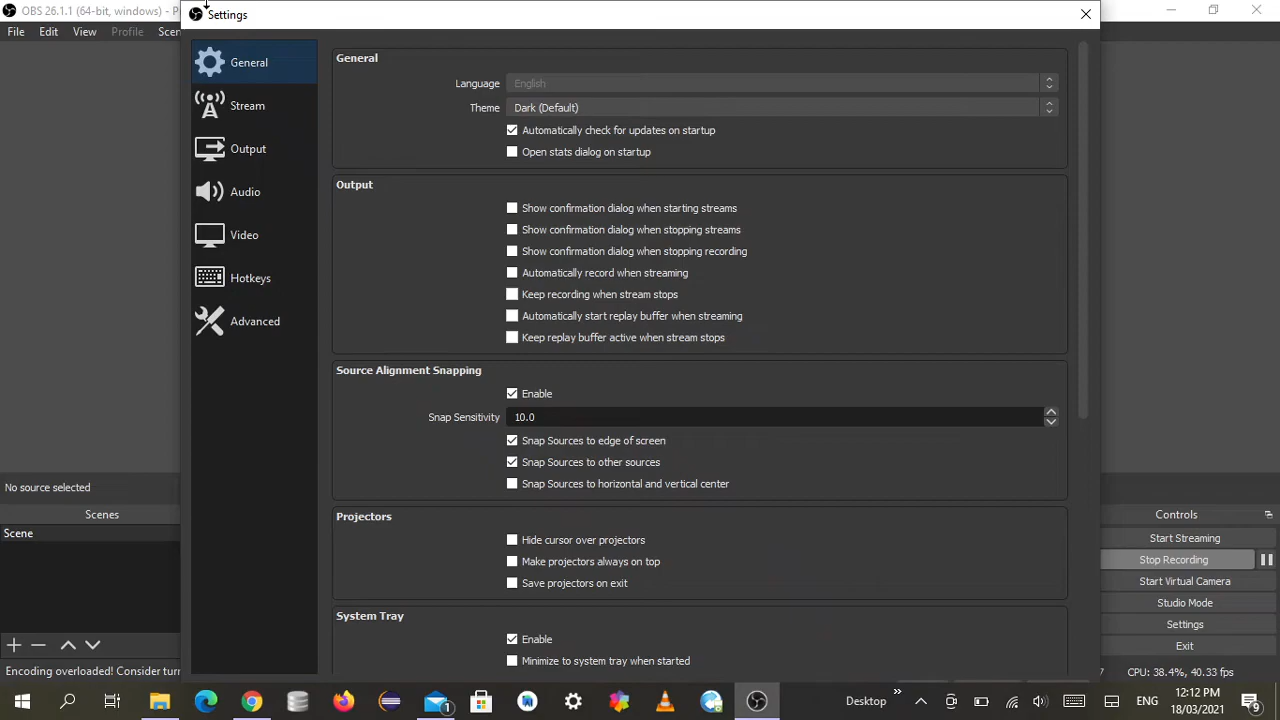 OBS 26.1.1 (64-bit, windows) - P
Settings
File Edit View Profile Scen
General
Stream
Output
Audio
Video
Hotkeys
Advanced
General
Language English
Theme Dark (Default)
Automatically check for updates on startup
Open stats dialog on startup
Output
Show confirmation dialog when starting streams
Show confirmation dialog when stopping streams
Show confirmation dialog when stopping recording
Automatically record when streaming
Keep recording when stream stops
Automatically start replay buffer when streaming
Keep replay buffer active when stream stops
Source Alignment Snapping
Enable
Snap Sensitivity 10.0
Snap Sources to edge of screen
Snap Sources to other sources
Snap Sources to horizontal and vertical center
Projectors
Hide cursor over projectors
Make projectors always on top
Save projectors on exit
System Tray
Enable
Minimize to system tray when started
No source selected
Scenes
Scene
Encoding overloaded! Consider turn
Controls
Start Streaming
Stop Recording
Start Virtual Camera
Studio Mode
Settings
Exit
7 CPU: 38.4%, 40.33 fps
1
Desktop
ENG
12:12 PM
18/03/2021
9